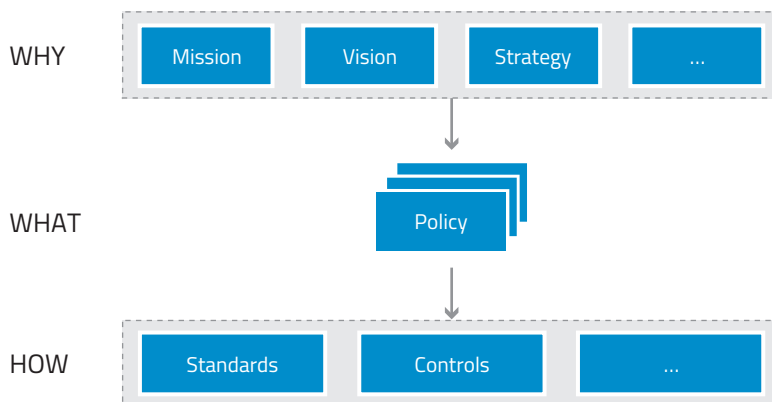 WHY
Mission
Vision
Strategy
...
WHAT
Policy
HOW
Standards
Controls
...